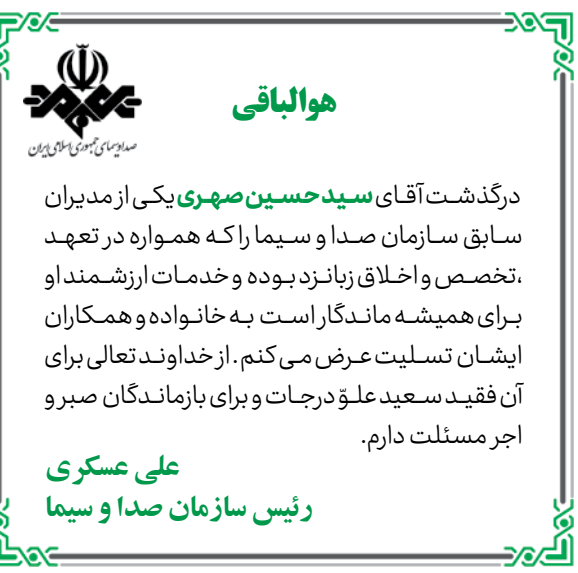 هوالباقی
صداوسیمای جمهوری اسلامی ایران
درگذشت آقای سیدحسین صهری یکی از مدیران
سابق سازمان صدا و سیما را که همواره در تعهد
،تخصص و اخلاق زبانزد بوده و خدمات ارزشمند او
برای همیشه ماندگار است به خانواده و همکاران
ایشان تسلیت عرض می کنم. از خداوند تعالی برای
آن فقید سعید علوّ درجات و برای بازماندگان صبر و
اجر مسئلت دارم.
علی عسکری
رئیس سازمان صدا و سیما